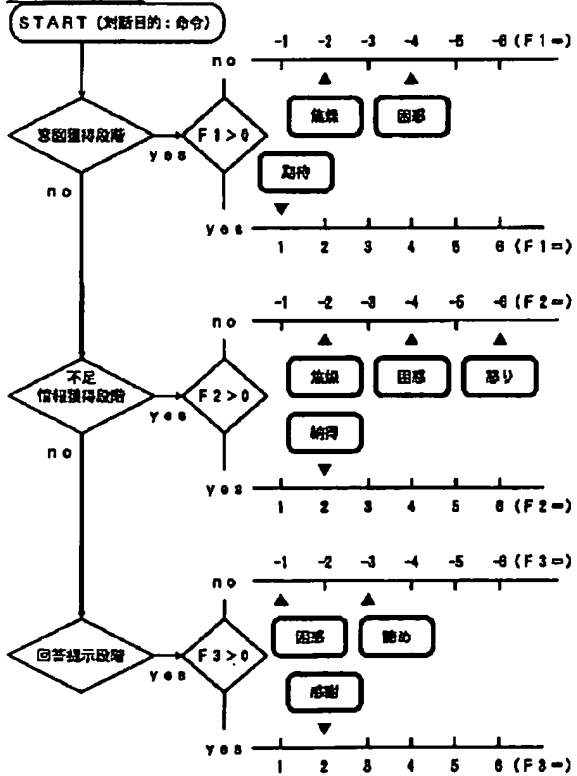 START (対話目的:命令)
no -1 -2 -3 -4 -5 -6 (F1=)
焦燥 困惑
意図獲得段階 yes F1>0
期待
no
yes 1 2 3 4 5 6 (F1=)
no -1 -2 -3 -4 -5 -6 (F2=)
焦燥 困惑 怒り
不足
情報獲得段階 yes F2>0
納得
no
yes 1 2 3 4 5 6 (F2=)
no -1 -2 -3 -4 -5 -6 (F3=)
困惑 諦め
回答提示段階 yes F3>0
感謝
yes 1 2 3 4 5 6 (F3=)